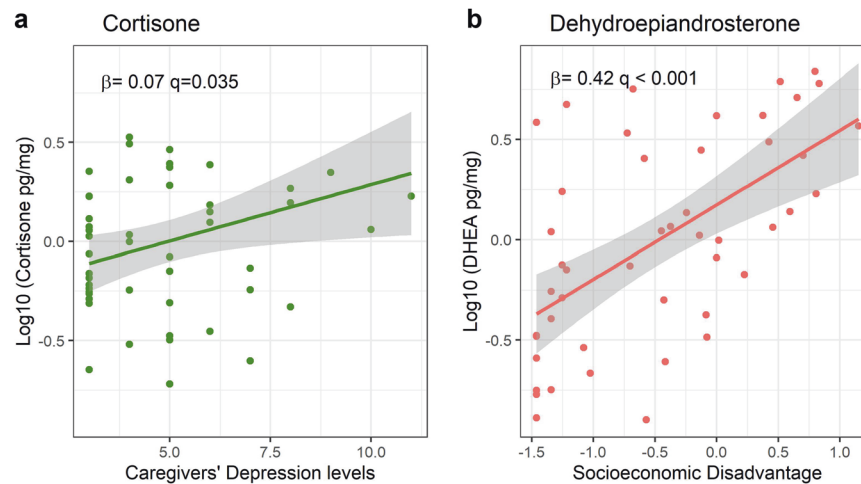 a Cortisone
β= 0.07 q=0.035
Log10 (Cortisone pg/mg)
0.5
0.0
-0.5
5.0 7.5 10.0
Caregivers' Depression levels
b Dehydroepiandrosterone
β= 0.42 q < 0.001
Log10 (DHEA pg/mg)
0.5
0.0
-0.5
-1.5 -1.0 -0.5 0.0 0.5 1.0
Socioeconomic Disadvantage